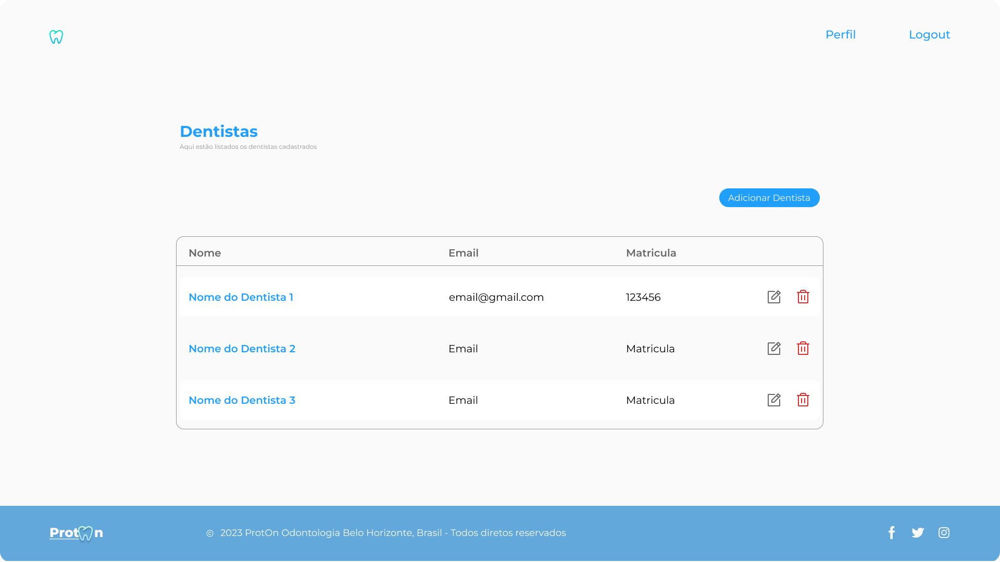 Perfil Logout
Dentistas
Aqui estão listados os dentistas cadastrados
Adicionar Dentista
Nome Email Matricula
Nome do Dentista 1 email@gmail.com 123456
Nome do Dentista 2 Email Matricula
Nome do Dentista 3 Email Matricula
ProtOn © 2023 ProtOn Odontologia Belo Horizonte, Brasil - Todos diretos reservados